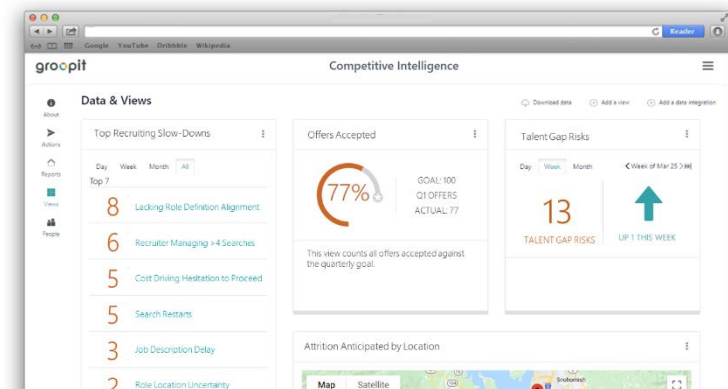 Reader
Google YouTube Dribbble Wikipedia
groopit
Competitive Intelligence
About
Actions
Reports
Views
People
Data & Views
Download data
Add a view
Add a data integration
Top Recruiting Slow-Downs
Day Week Month All
Top 7
8 Lacking Role Definition Alignment
6 Recruiter Managing >4 Searches
5 Cost Driving Hesitation to Proceed
5 Search Restarts
3 Job Description Delay
2 Role Location Uncertainty
Offers Accepted
77%
GOAL: 100
Q1 OFFERS
ACTUAL: 77
This view counts all offers accepted against
the quarterly goal.
Talent Gap Risks
Day Week Month
Week of Mar 25
13
TALENT GAP RISKS
UP 1 THIS WEEK
Attrition Anticipated by Location
Map Satellite
Snohomish